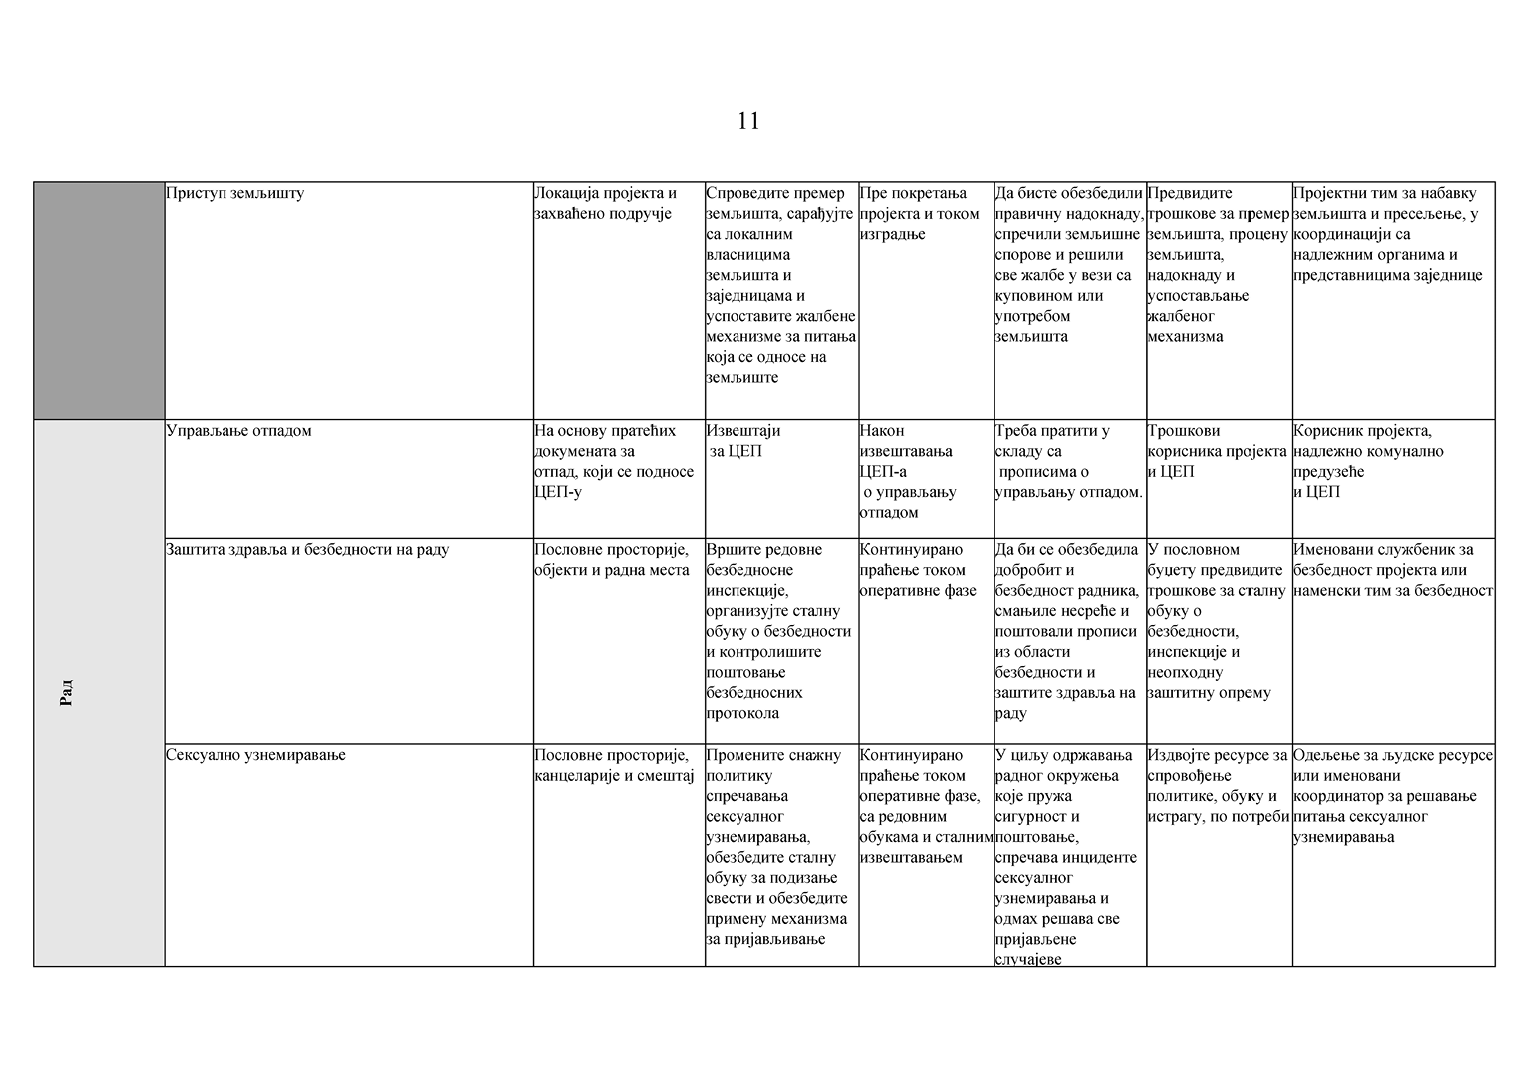 11
Приступ земљишту
Локација пројекта и
захваћено подручје
Спроведите премер
земљишта, сарађујте
са локалним
власницима
земљишта и
заједницама и
успоставите жалбене
механизме за питања
која се односе на
земљиште
Пре покретања
пројекта и током
изградње
Да бисте обезбедили
правичну надокнаду,
спречили земљишне
спорове и решили
све жалбе у вези са
куповином или
употребом
земљишта
Предвидите
трошкове за премер
земљишта, процену
земљишта,
надокнаду и
успостављање
жалбеног
механизма
Пројектни тим за набавку
земљишта и пресељење, у
координацији са
надлежним органима и
представницима заједнице
Рад
Управљање отпадом
На основу пратећих
докумената за
отпад, који се подносе
ЦЕП-у
Извештаји
за ЦЕП
Након
извештавања
ЦЕП-а
о управљању
отпадом
Треба пратити у
складу са
прописима о
управљању отпадом.
Трошкови
корисника пројекта
и ЦЕП
Корисник пројекта,
надлежно комунално
предузеће
и ЦЕП
Заштита здравља и безбедности на раду
Пословне просторије,
објекти и радна места
Вршите редовне
безбедносне
инспекције,
организујте сталну
обуку о безбедности
и контролишите
поштовање
безбедносних
протокола
Континуирано
праћење током
оперативне фазе
Да би се обезбедила
добробит и
безбедност радника,
смањиле несреће и
поштовали прописи
из области
безбедности и
заштите здравља на
раду
У пословном
буџету предвидите
трошкове за сталну
обуку о
безбедности,
инспекције и
неопходну
заштитну опрему
Именовани службеник за
безбедност пројекта или
наменски тим за безбедност
Сексуално узнемиравање
Пословне просторије,
канцеларије и смештај
Промените снажну
политику
спречавања
сексуалног
узнемиравања,
обезбедите сталну
обуку за подизање
свести и обезбедите
примену механизма
за пријављивање
Континуирано
праћење током
оперативне фазе,
са редовним
обукама и сталним
извештавањем
У циљу одржавања
радног окружења
које пружа
сигурност и
поштовање,
спречава инциденте
сексуалног
узнемиравања и
одмах решава све
пријављене
случајеве
Издвојте ресурсе за
спровођење
политике, обуку и
истрагу, по потреби
Одељење за људске ресурсе
или именовани
координатор за решавање
питања сексуалног
узнемиравања